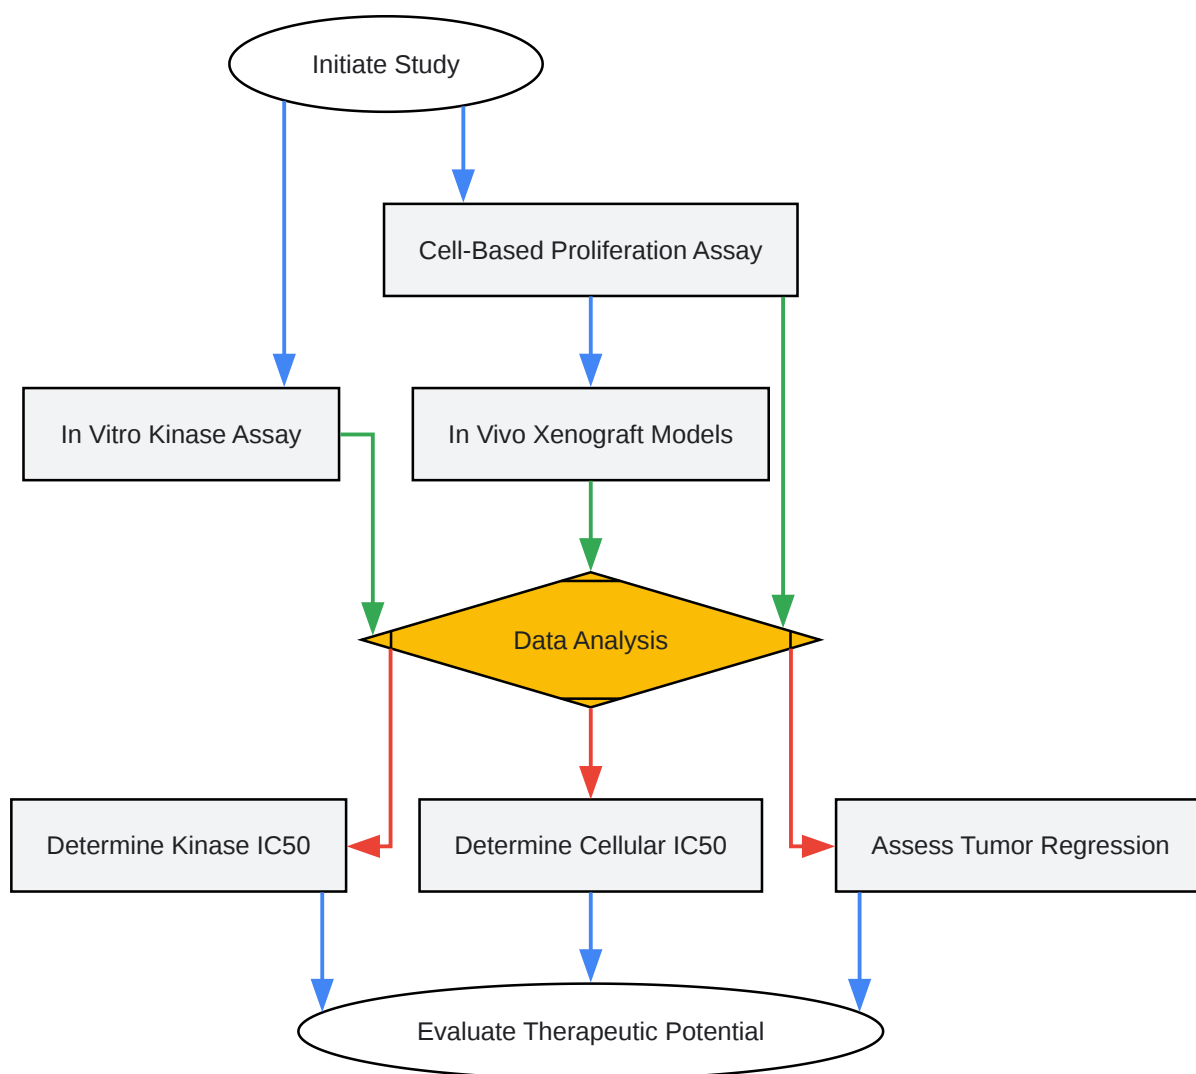 Initiate Study
Cell-Based Proliferation Assay
In Vitro Kinase Assay
In Vivo Xenograft Models
Data Analysis
Determine Kinase IC50
Determine Cellular IC50
Assess Tumor Regression
Evaluate Therapeutic Potential